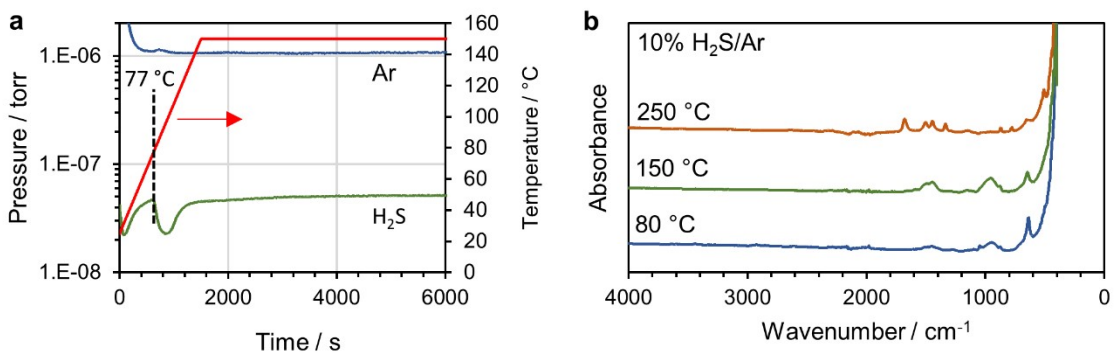 a
1.E-06
1.E-07
1.E-08
Pressure / torr
77 °C
Ar
H₂S
160
140
120
100
80
60
40
20
0
Temperature / °C
0
2000
4000
6000
Time / s
b
10% H₂S/Ar
250 °C
150 °C
80 °C
Absorbance
4000
3000
2000
1000
0
Wavenumber / cm⁻¹